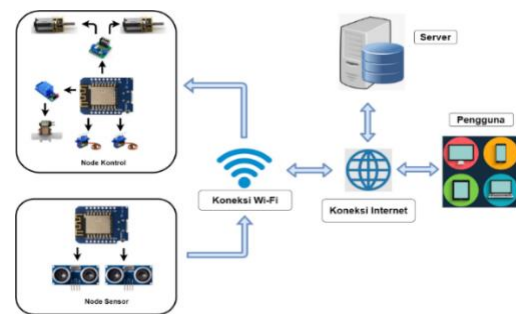 Server
Pengguna
Node Kontrol
Koneksi Wi-Fi
Koneksi Internet
Node Sensor